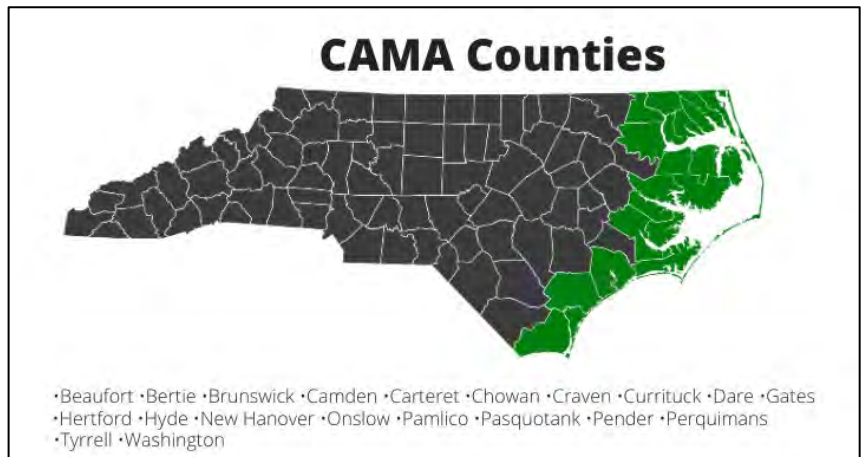 CAMA Counties
•Beaufort •Bertie •Brunswick •Camden •Carteret •Chowan •Craven •Currituck •Dare •Gates
•Hertford •Hyde •New Hanover •Onslow •Pamlico •Pasquotank •Pender •Perquimans
•Tyrrell •Washington